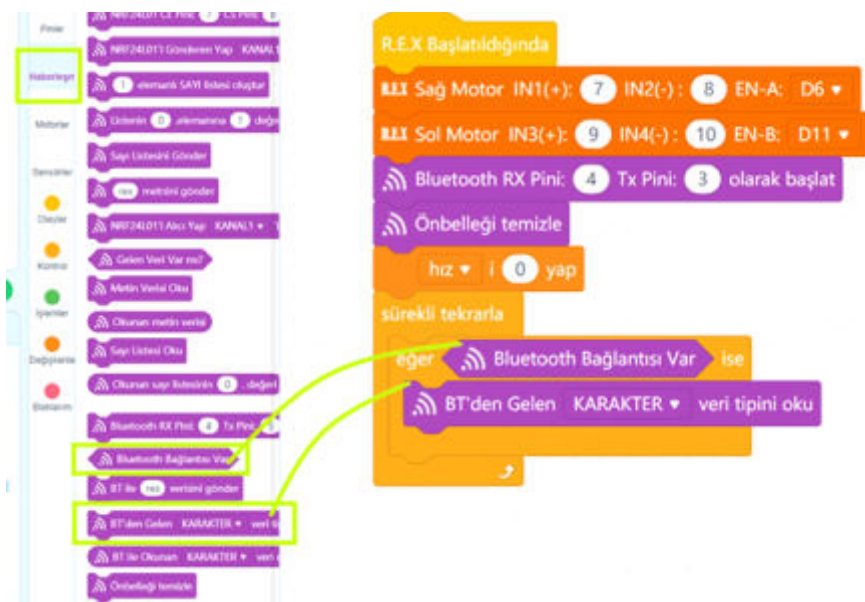 Pinler
NRF24L01'i Gönderen Yap KANAL1
Haberleşme
1 elemanlı SAYI listesi oluştur
Motorlar
Listenin 0 .elemanına 1 değeri
Sayı Listesini Gönder
Sensörler
rex metnini gönder
Olaylar
NRF24L01'i Alıcı Yap KANAL1
Kontrol
Gelen Veri Var mı?
Metin Verisi Oku
İşlemler
Okunan metin verisi
Sayı Listesi Oku
Okunan sayı listesinin 0 . değeri
Bluetooth RX Pini: 4 Tx Pini: 3
Bluetooth Bağlantısı Var
BT ile rex verisini gönder
BT'den Gelen KARAKTER veri ti
BT ile Okunan KARAKTER veri
Önbelleği temizle
R.E.X Başlatıldığında
R.E.X Sağ Motor IN1(+): 7 IN2(-) : 8 EN-A: D6
R.E.X Sol Motor IN3(+): 9 IN4(-) : 10 EN-B: D11
Bluetooth RX Pini: 4 Tx Pini: 3 olarak başlat
Önbelleği temizle
hız i 0 yap
sürekli tekrarla
eğer Bluetooth Bağlantısı Var ise
BT'den Gelen KARAKTER veri tipini oku